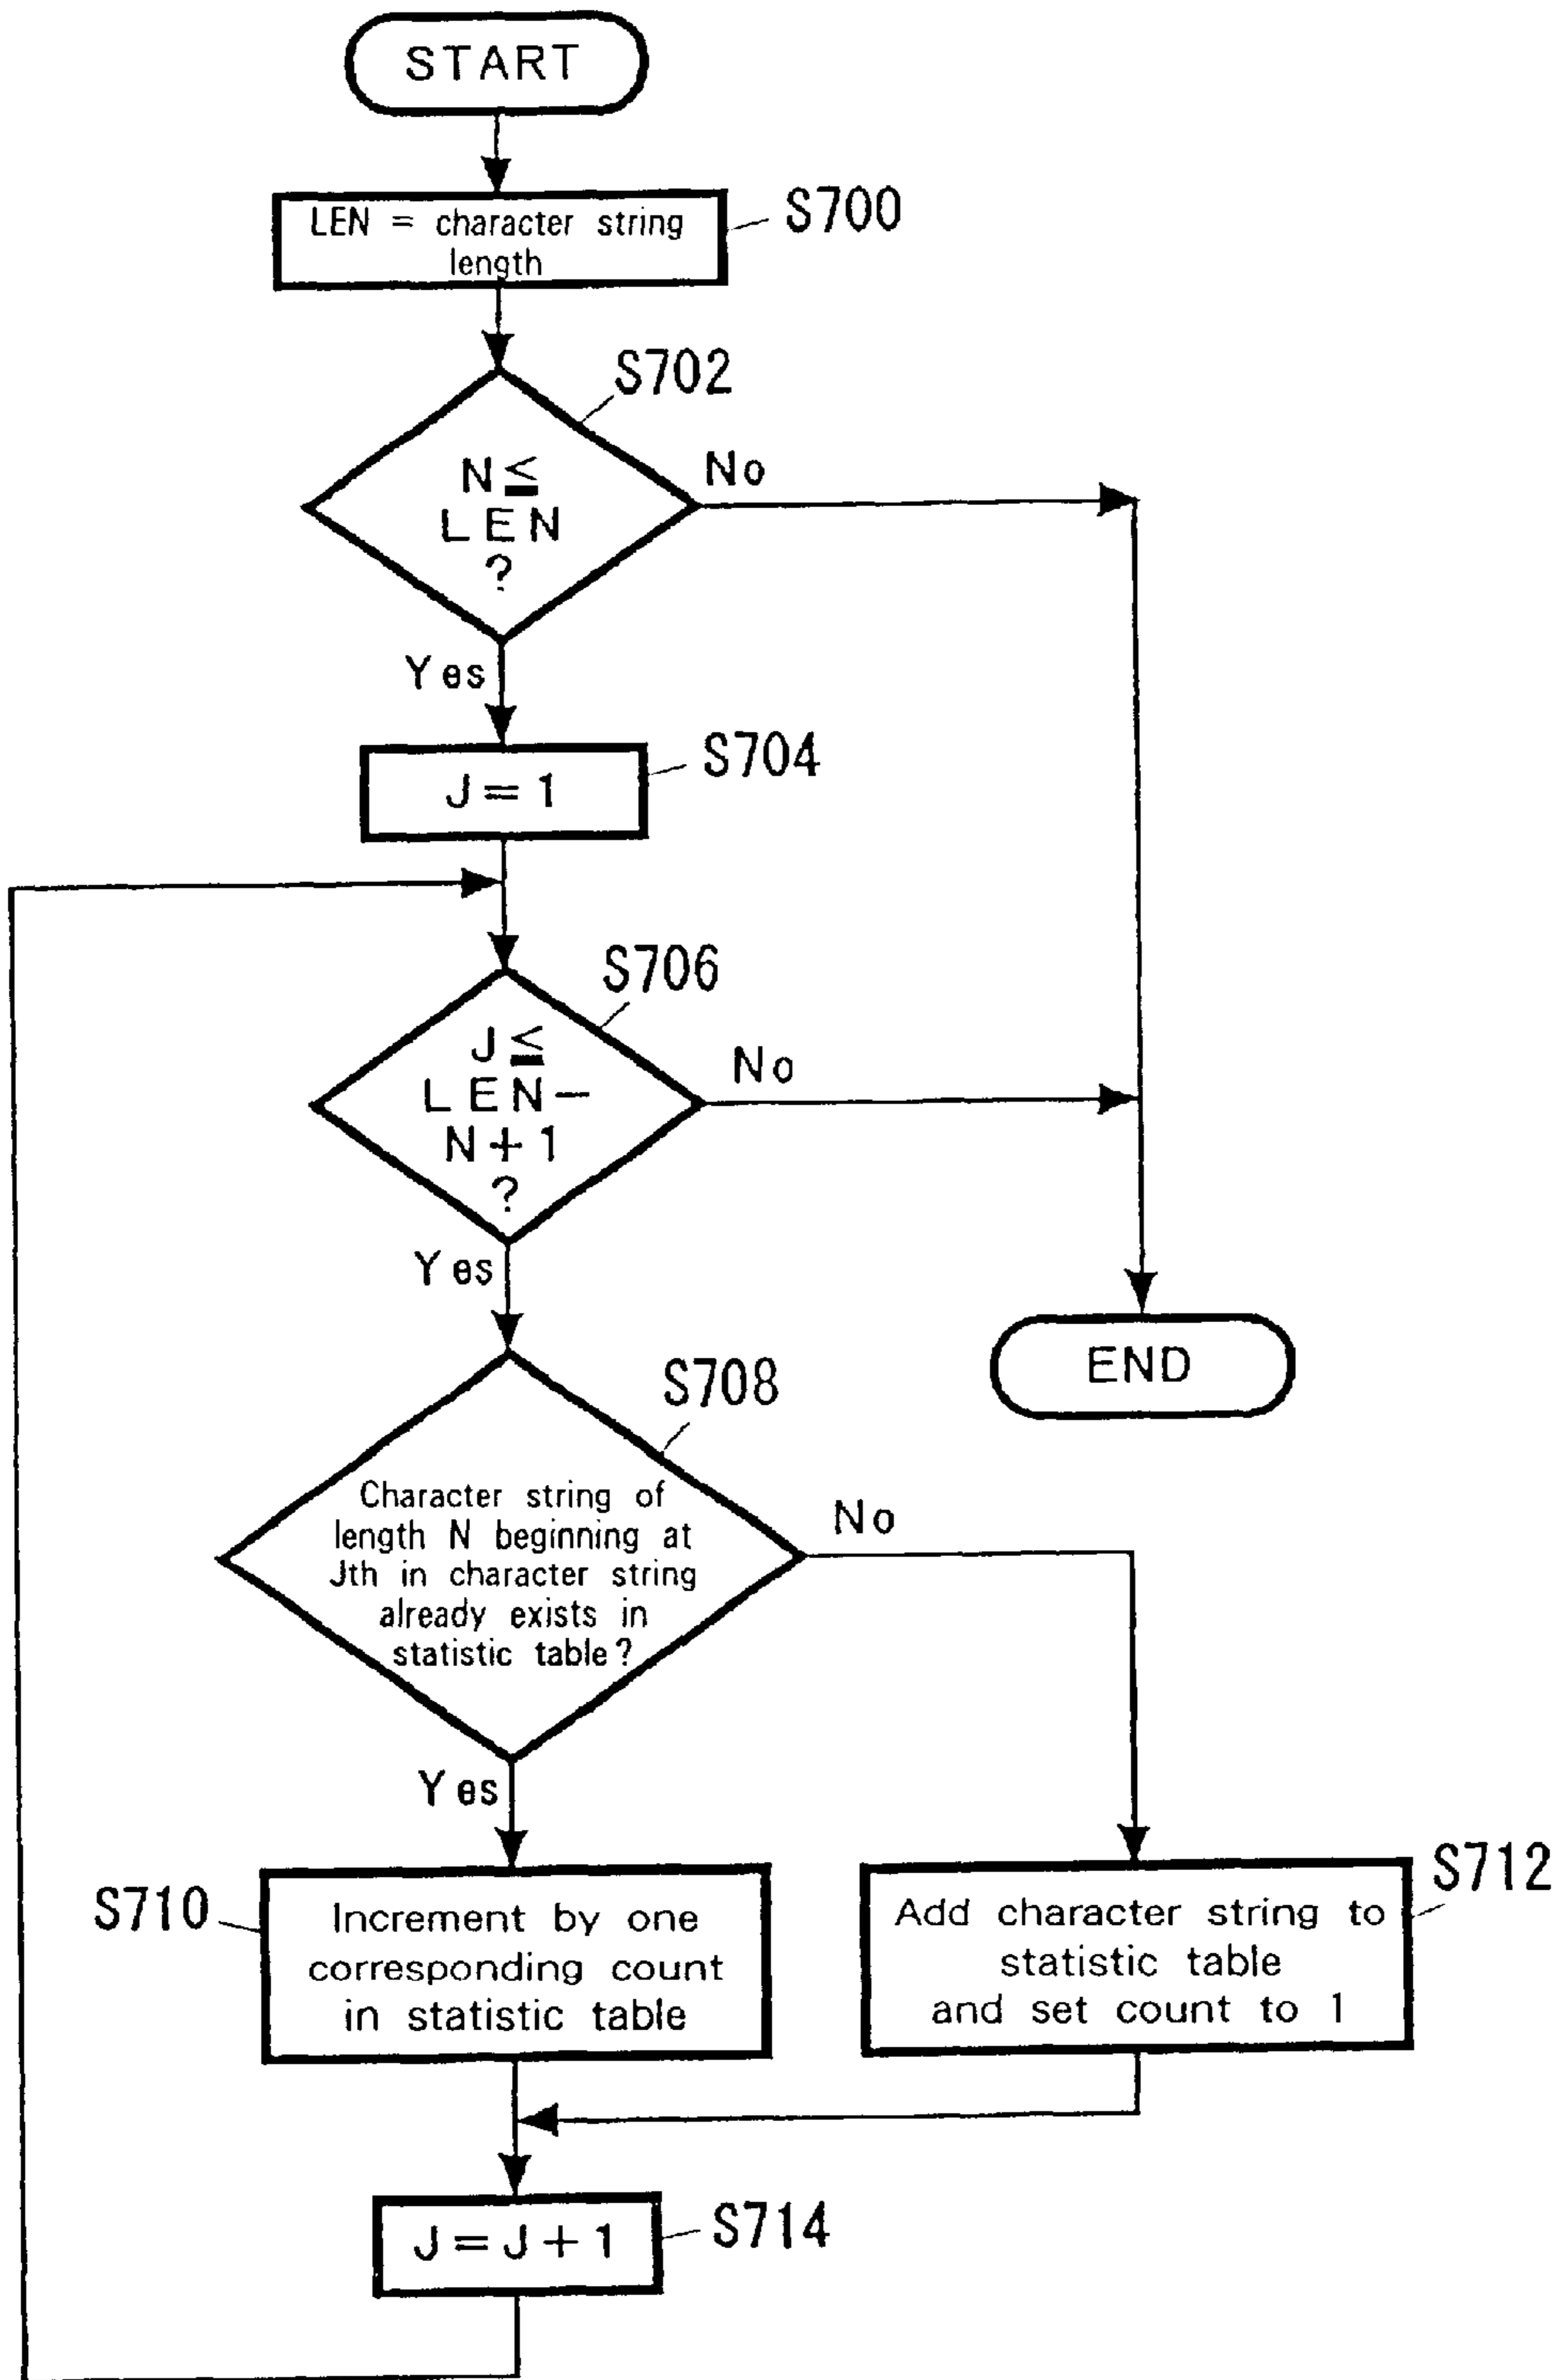 START
LEN = character string
length
S700
S702
N≤
LEN
?
No
Yes
J=1
S704
S706
J≤
LEN-
N+1
?
No
Yes
END
S708
Character string of
length N beginning at
Jth in character string
already exists in
statistic table?
No
Yes
S710
Increment by one
corresponding count
in statistic table
S712
Add character string to
statistic table
and set count to 1
J=J+1
S714